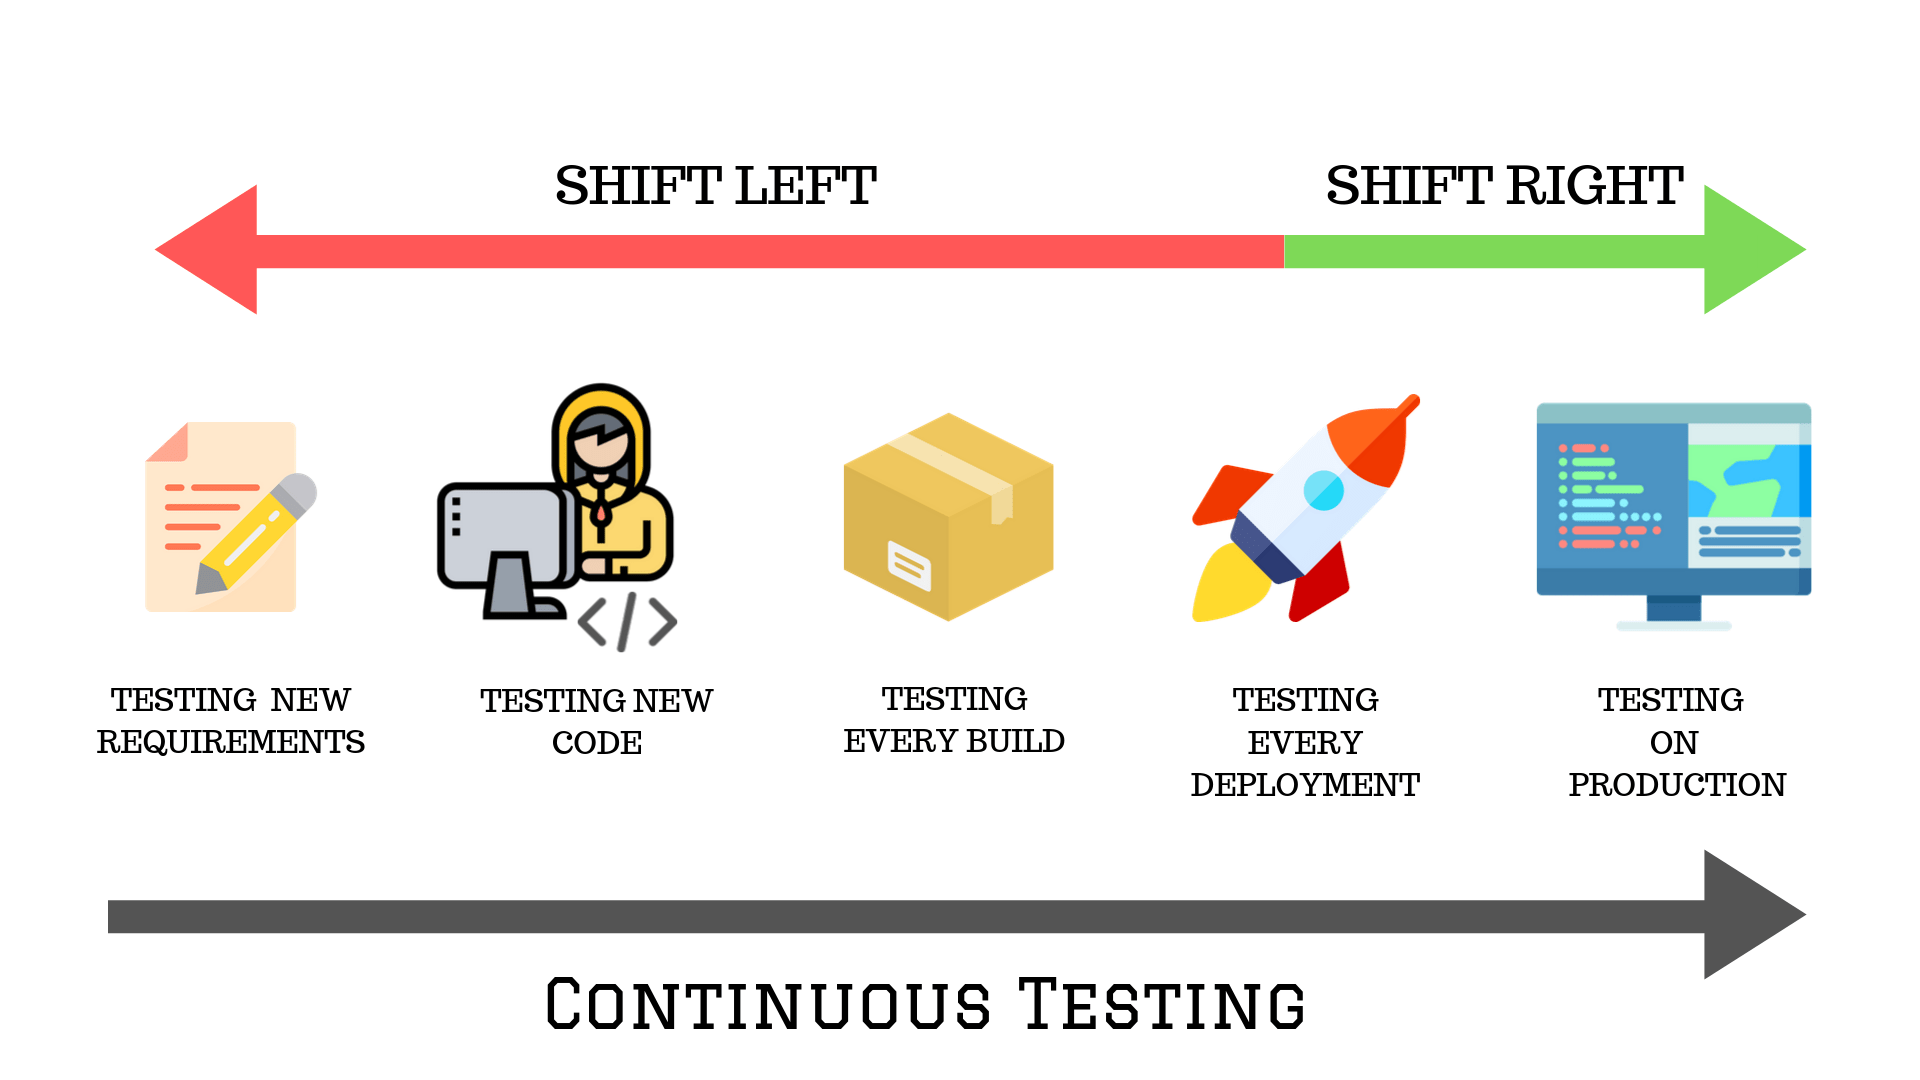 SHIFT LEFT
SHIFT RIGHT
TESTING NEW
REQUIREMENTS
TESTING NEW
CODE
TESTING
EVERY BUILD
TESTING
EVERY
DEPLOYMENT
TESTING
ON
PRODUCTION
CONTINUOUS TESTING